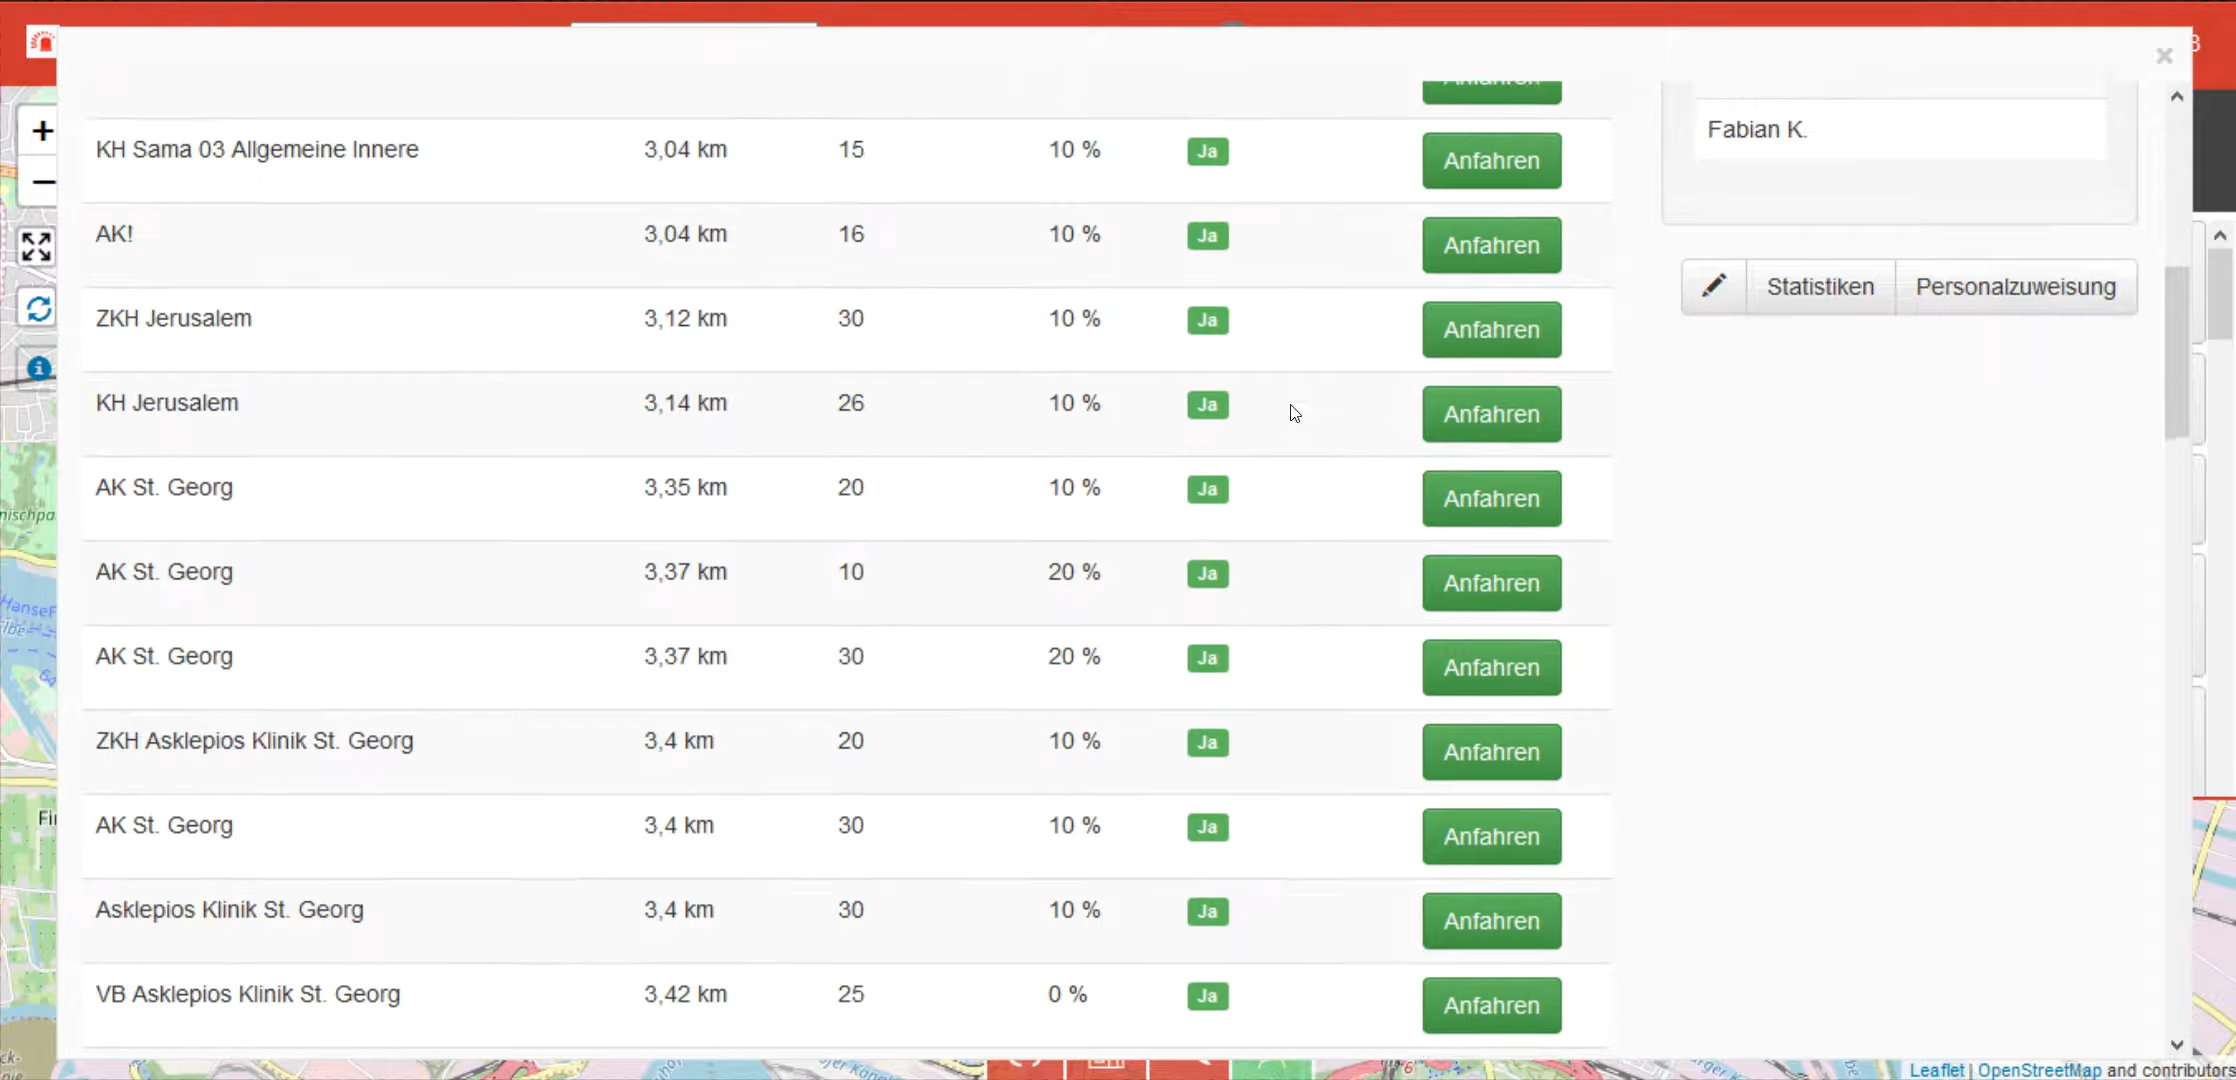 Anfahren
KH Sama 03 Allgemeine Innere 3,04 km 15 10 % Ja Anfahren
AK! 3,04 km 16 10 % Ja Anfahren
ZKH Jerusalem 3,12 km 30 10 % Ja Anfahren
KH Jerusalem 3,14 km 26 10 % Ja Anfahren
AK St. Georg 3,35 km 20 10 % Ja Anfahren
AK St. Georg 3,37 km 10 20 % Ja Anfahren
AK St. Georg 3,37 km 30 20 % Ja Anfahren
ZKH Asklepios Klinik St. Georg 3,4 km 20 10 % Ja Anfahren
AK St. Georg 3,4 km 30 10 % Ja Anfahren
Asklepios Klinik St. Georg 3,4 km 30 10 % Ja Anfahren
VB Asklepios Klinik St. Georg 3,42 km 25 0 % Ja Anfahren
Fabian K.
Statistiken Personalzuweisung
+
−
nischpa
HanseF
Fi
Leaflet | OpenStreetMap and contributors